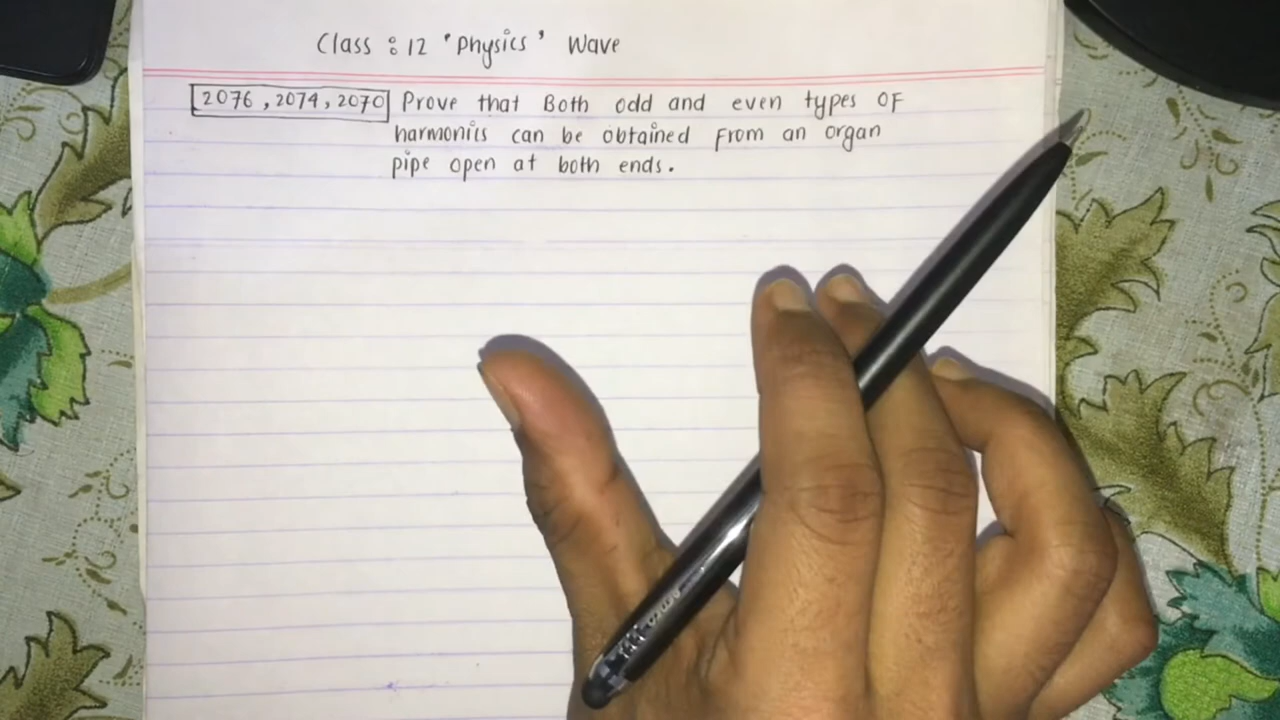 Class : 12 'Physics' Wave
2076, 2074, 2070 Prove that Both odd and even types OF
harmonics can be obtained From an organ
pipe open at both ends.